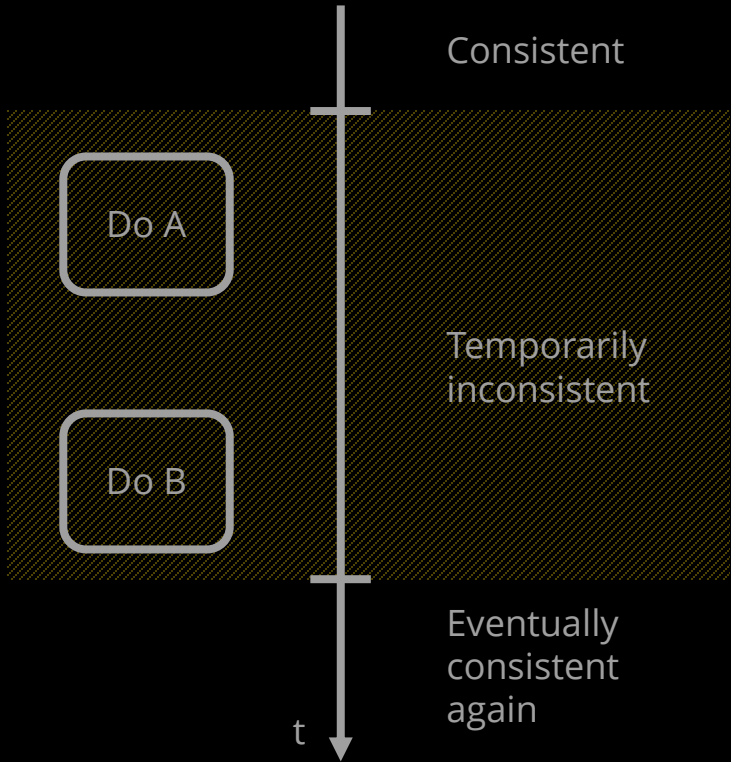 Consistent
Do A
Temporarily
inconsistent
Do B
Eventually
consistent
again
t